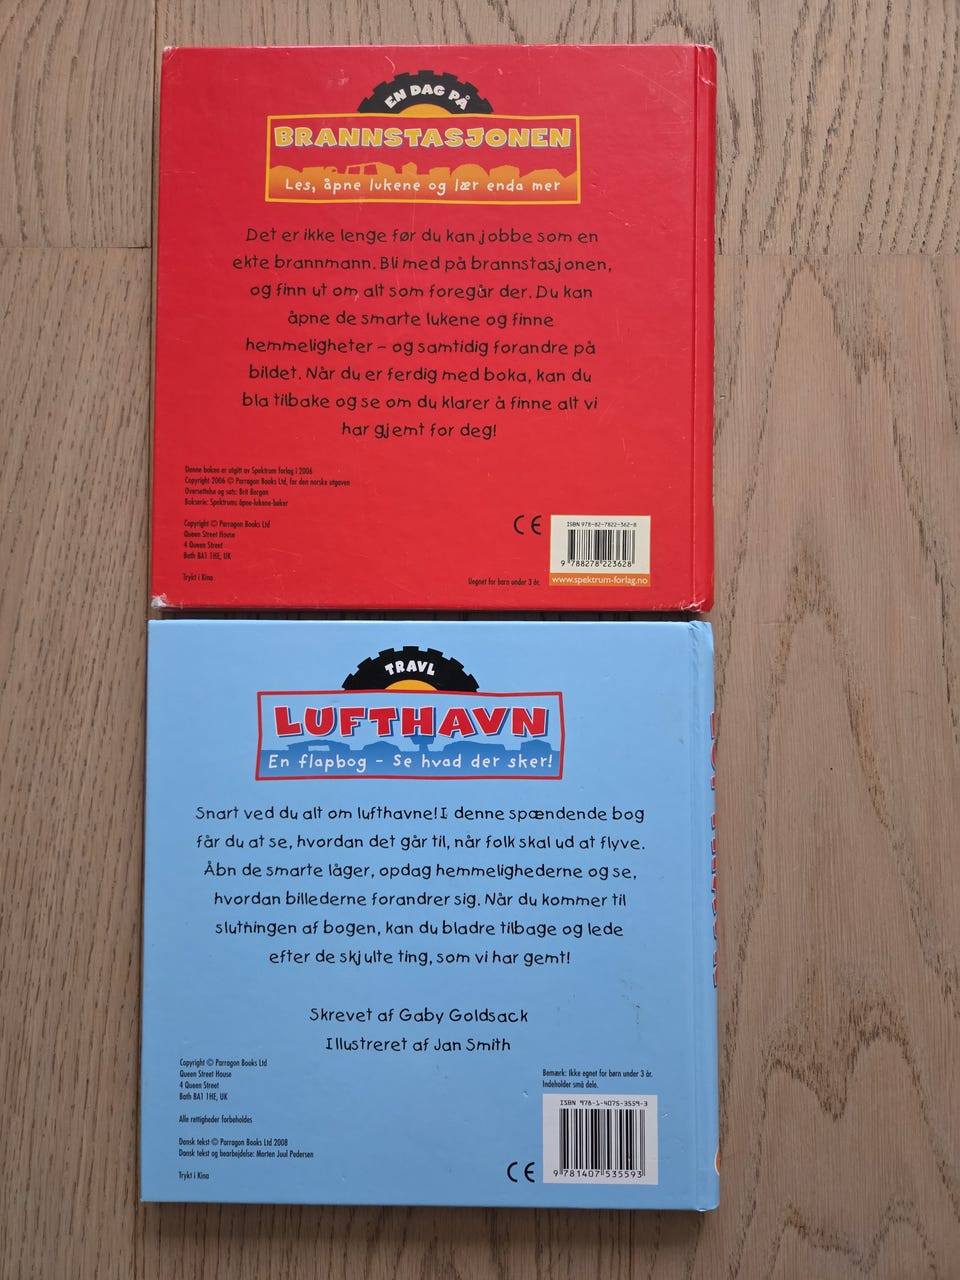 EN DAG PÅ
BRANNSTASJONEN
Les, åpne lukene og lær enda mer
Det er ikke lenge før du kan jobbe som en
ekte brannmann. Bli med på brannstasjonen,
og finn ut om alt som foregår der. Du kan
åpne de smarte lukene og finne
hemmeligheter – og samtidig forandre på
bildet. Når du er ferdig med boka, kan du
bla tilbake og se om du klarer å finne alt vi
har gjemt for deg!
Denne boken er utgitt av Spektrum forlag i 2006
Copyright 2006 © Parragon Books Ltd, for den norske utgaven
Oversettelse og sats: Brit Bergan
Bokserie: Spektrums åpne-lukene-bøker
Copyright © Parragon Books Ltd
Queen Street House
4 Queen Street
Bath BA1 1HE, UK
Trykt i Kina
Uegnet for barn under 3 år.
CE
ISBN 978-82-7822-362-8
9 788278 223628
www.spektrum-forlag.no
TRAVL
LUFTHAVN
En flapbog – Se hvad der sker!
Snart ved du alt om lufthavne! I denne spændende bog
får du at se, hvordan det går til, når folk skal ud at flyve.
Åbn de smarte låger, opdag hemmelighederne og se,
hvordan billederne forandrer sig. Når du kommer til
slutningen af bogen, kan du bladre tilbage og lede
efter de skjulte ting, som vi har gemt!
Skrevet af Gaby Goldsack
Illustreret af Jan Smith
Copyright © Parragon Books Ltd
Queen Street House
4 Queen Street
Bath BA1 1HE, UK
Alle rettigheder forbeholdes
Dansk tekst © Parragon Books Ltd 2008
Dansk tekst og bearbejdelse: Morten Juul Pedersen
Trykt i Kina
Bemærk: Ikke egnet for børn under 3 år.
Indeholder små dele.
CE
ISBN 978-1-4075-3559-3
9 781407 535593